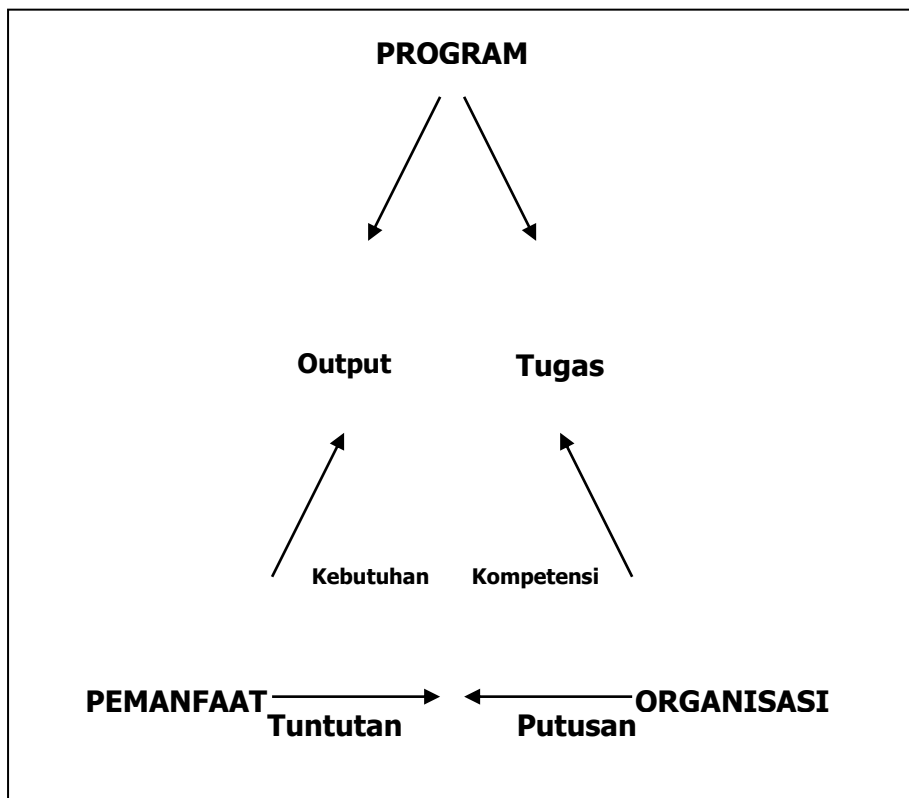 PROGRAM
Output Tugas
Kebutuhan Kompetensi
PEMANFAAT ORGANISASI
Tuntutan Putusan